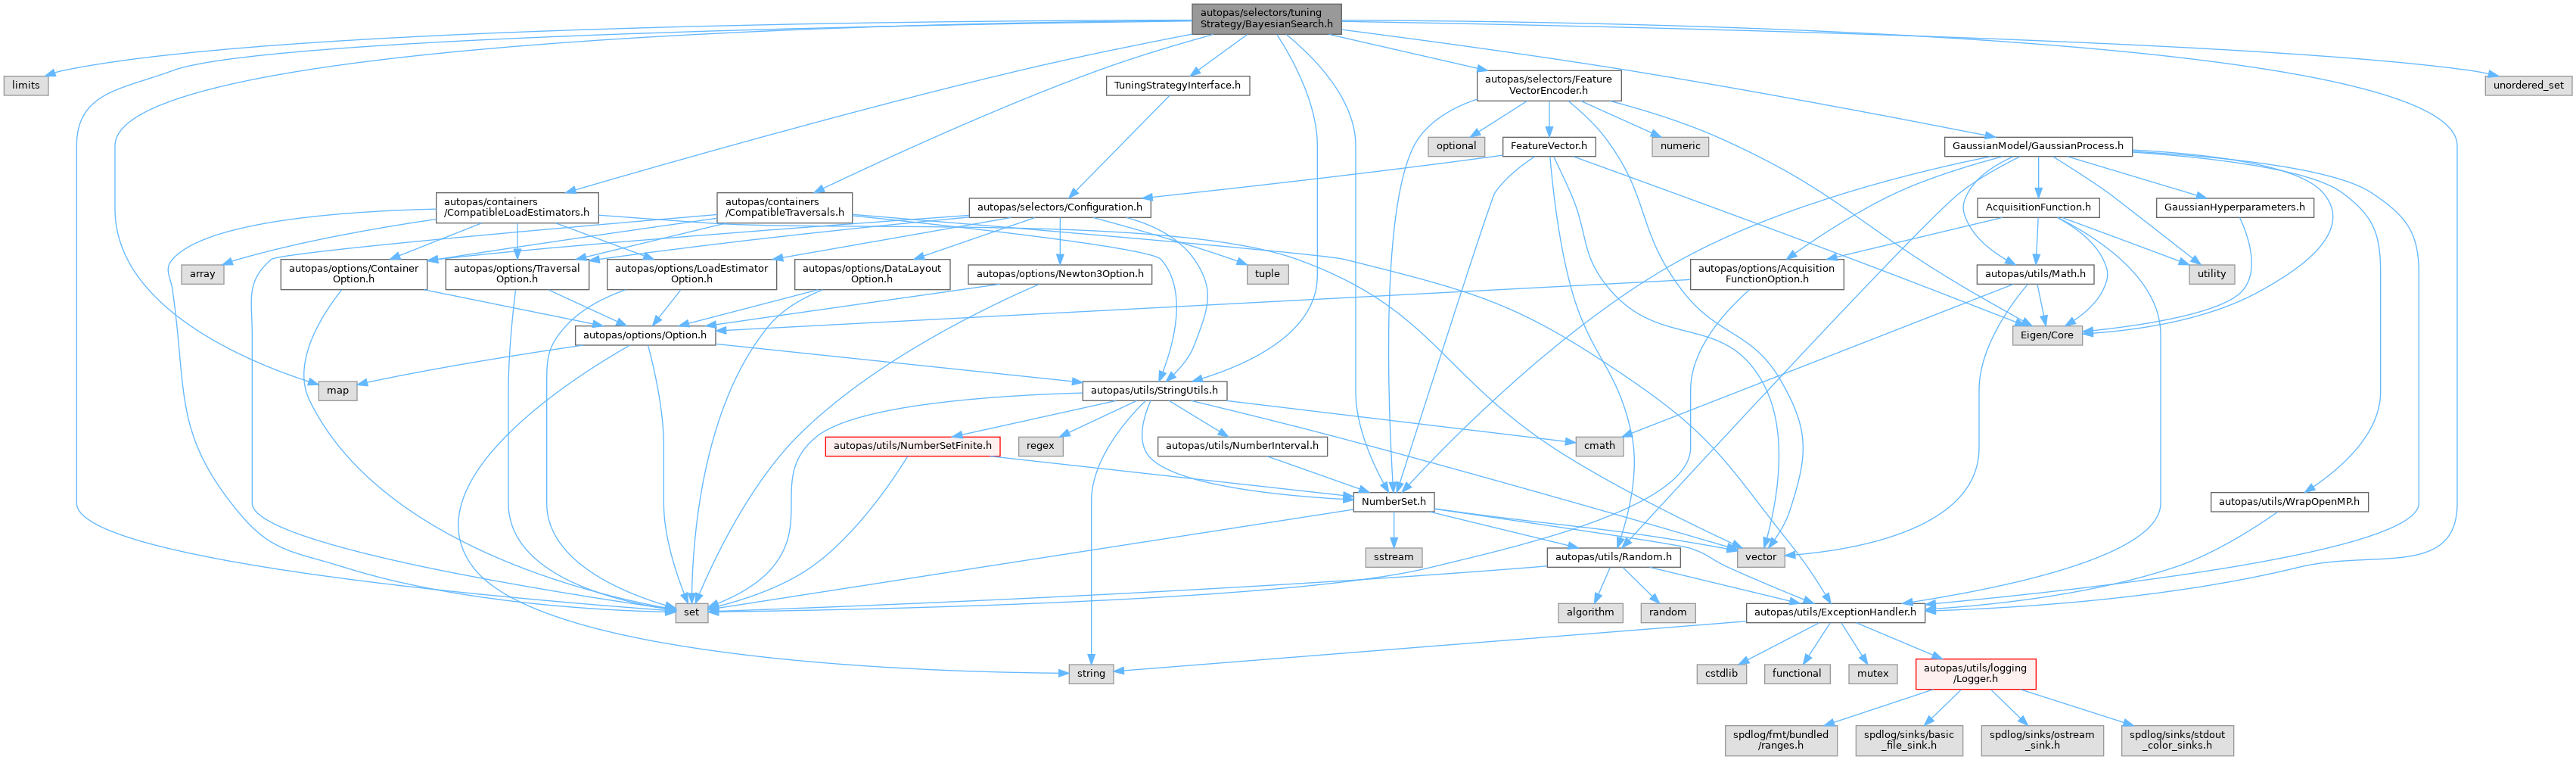 autopas/selectors/tuning
Strategy/BayesianSearch.h
limits
TuningStrategyInterface.h
autopas/selectors/Feature
VectorEncoder.h
unordered_set
optional
FeatureVector.h
numeric
GaussianModel/GaussianProcess.h
autopas/containers
/CompatibleLoadEstimators.h
autopas/containers
/CompatibleTraversals.h
autopas/selectors/Configuration.h
AcquisitionFunction.h
GaussianHyperparameters.h
array
autopas/options/Container
Option.h
autopas/options/Traversal
Option.h
autopas/options/LoadEstimator
Option.h
autopas/options/DataLayout
Option.h
autopas/options/Newton3Option.h
tuple
autopas/options/Acquisition
FunctionOption.h
autopas/utils/Math.h
utility
autopas/options/Option.h
Eigen/Core
map
autopas/utils/StringUtils.h
autopas/utils/NumberSetFinite.h
regex
autopas/utils/NumberInterval.h
cmath
NumberSet.h
autopas/utils/WrapOpenMP.h
sstream
autopas/utils/Random.h
vector
set
algorithm
random
autopas/utils/ExceptionHandler.h
string
cstdlib
functional
mutex
autopas/utils/logging
/Logger.h
spdlog/fmt/bundled
/ranges.h
spdlog/sinks/basic
_file_sink.h
spdlog/sinks/ostream
_sink.h
spdlog/sinks/stdout
_color_sinks.h